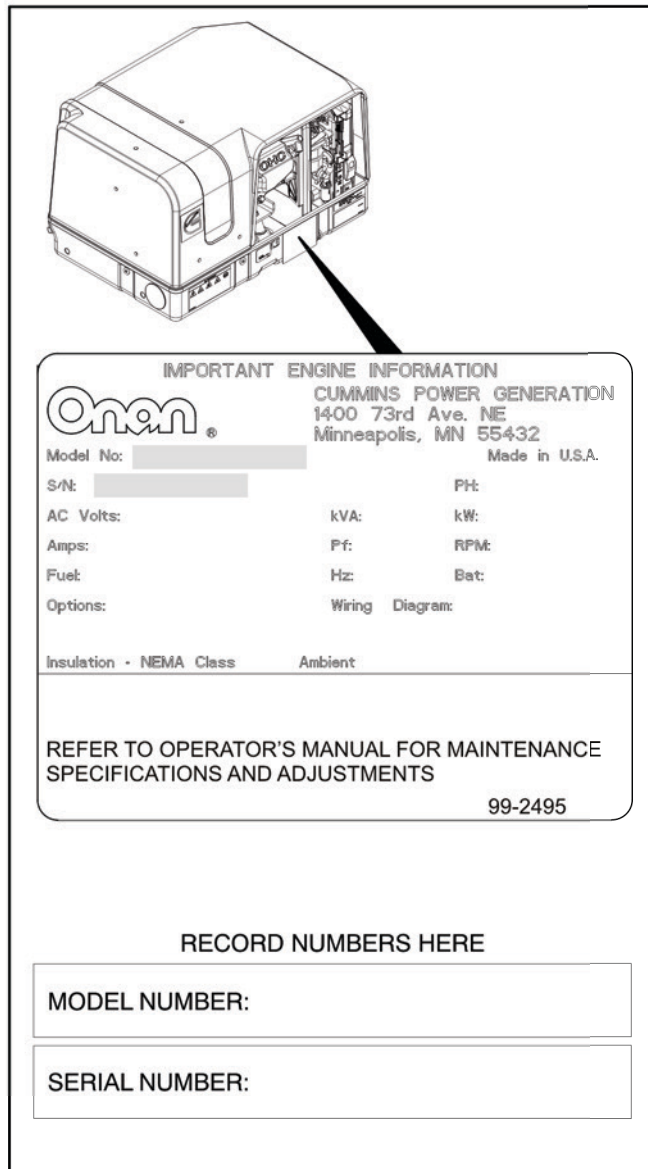 OHC
IMPORTANT ENGINE INFORMATION
Onan ®
CUMMINS POWER GENERATION
1400 73rd Ave. NE
Minneapolis, MN 55432
Model No:
Made in U.S.A.
S/N: PH:
AC Volts: kVA: kW:
Amps: Pf: RPM:
Fuel: Hz: Bat:
Options: Wiring Diagram:
Insulation - NEMA Class Ambient
REFER TO OPERATOR'S MANUAL FOR MAINTENANCE
SPECIFICATIONS AND ADJUSTMENTS
99-2495
RECORD NUMBERS HERE
MODEL NUMBER:
SERIAL NUMBER: